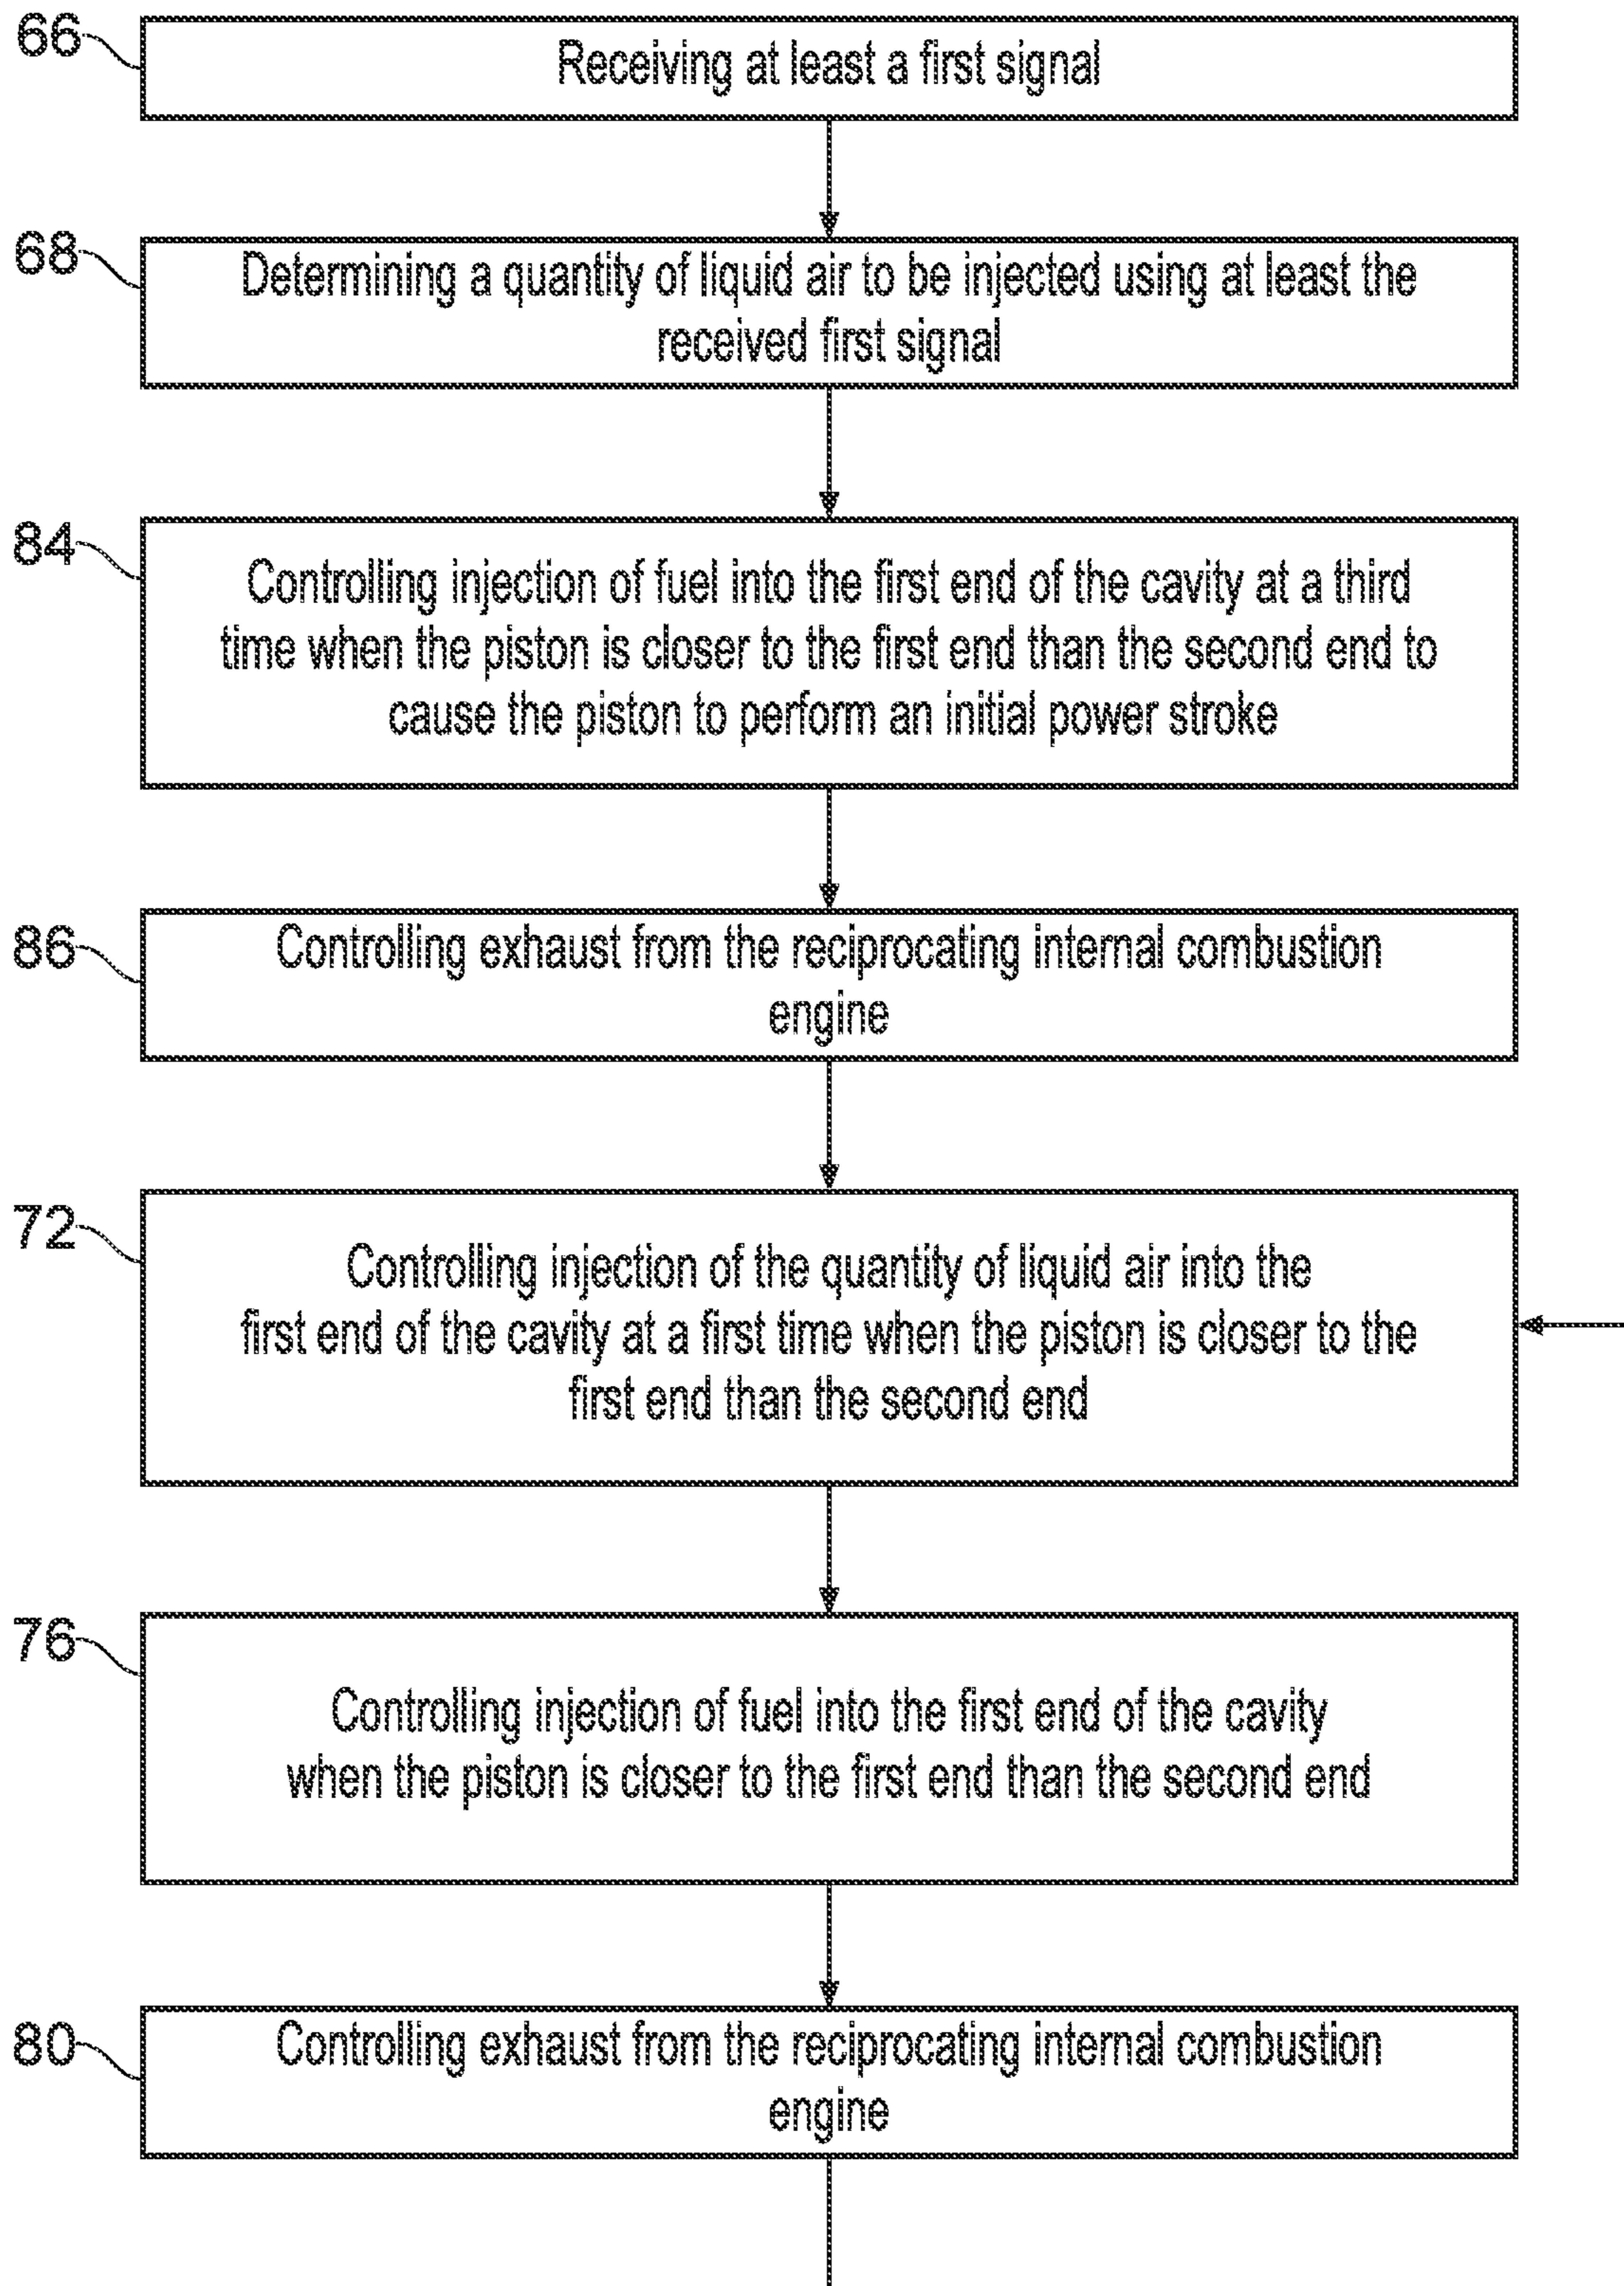 66
Receiving at least a first signal
68
Determining a quantity of liquid air to be injected using at least the
received first signal
84
Controlling injection of fuel into the first end of the cavity at a third
time when the piston is closer to the first end than the second end to
cause the piston to perform an initial power stroke
86
Controlling exhaust from the reciprocating internal combustion
engine
72
Controlling injection of the quantity of liquid air into the
first end of the cavity at a first time when the piston is closer to the
first end than the second end
76
Controlling injection of fuel into the first end of the cavity
when the piston is closer to the first end than the second end
80
Controlling exhaust from the reciprocating internal combustion
engine